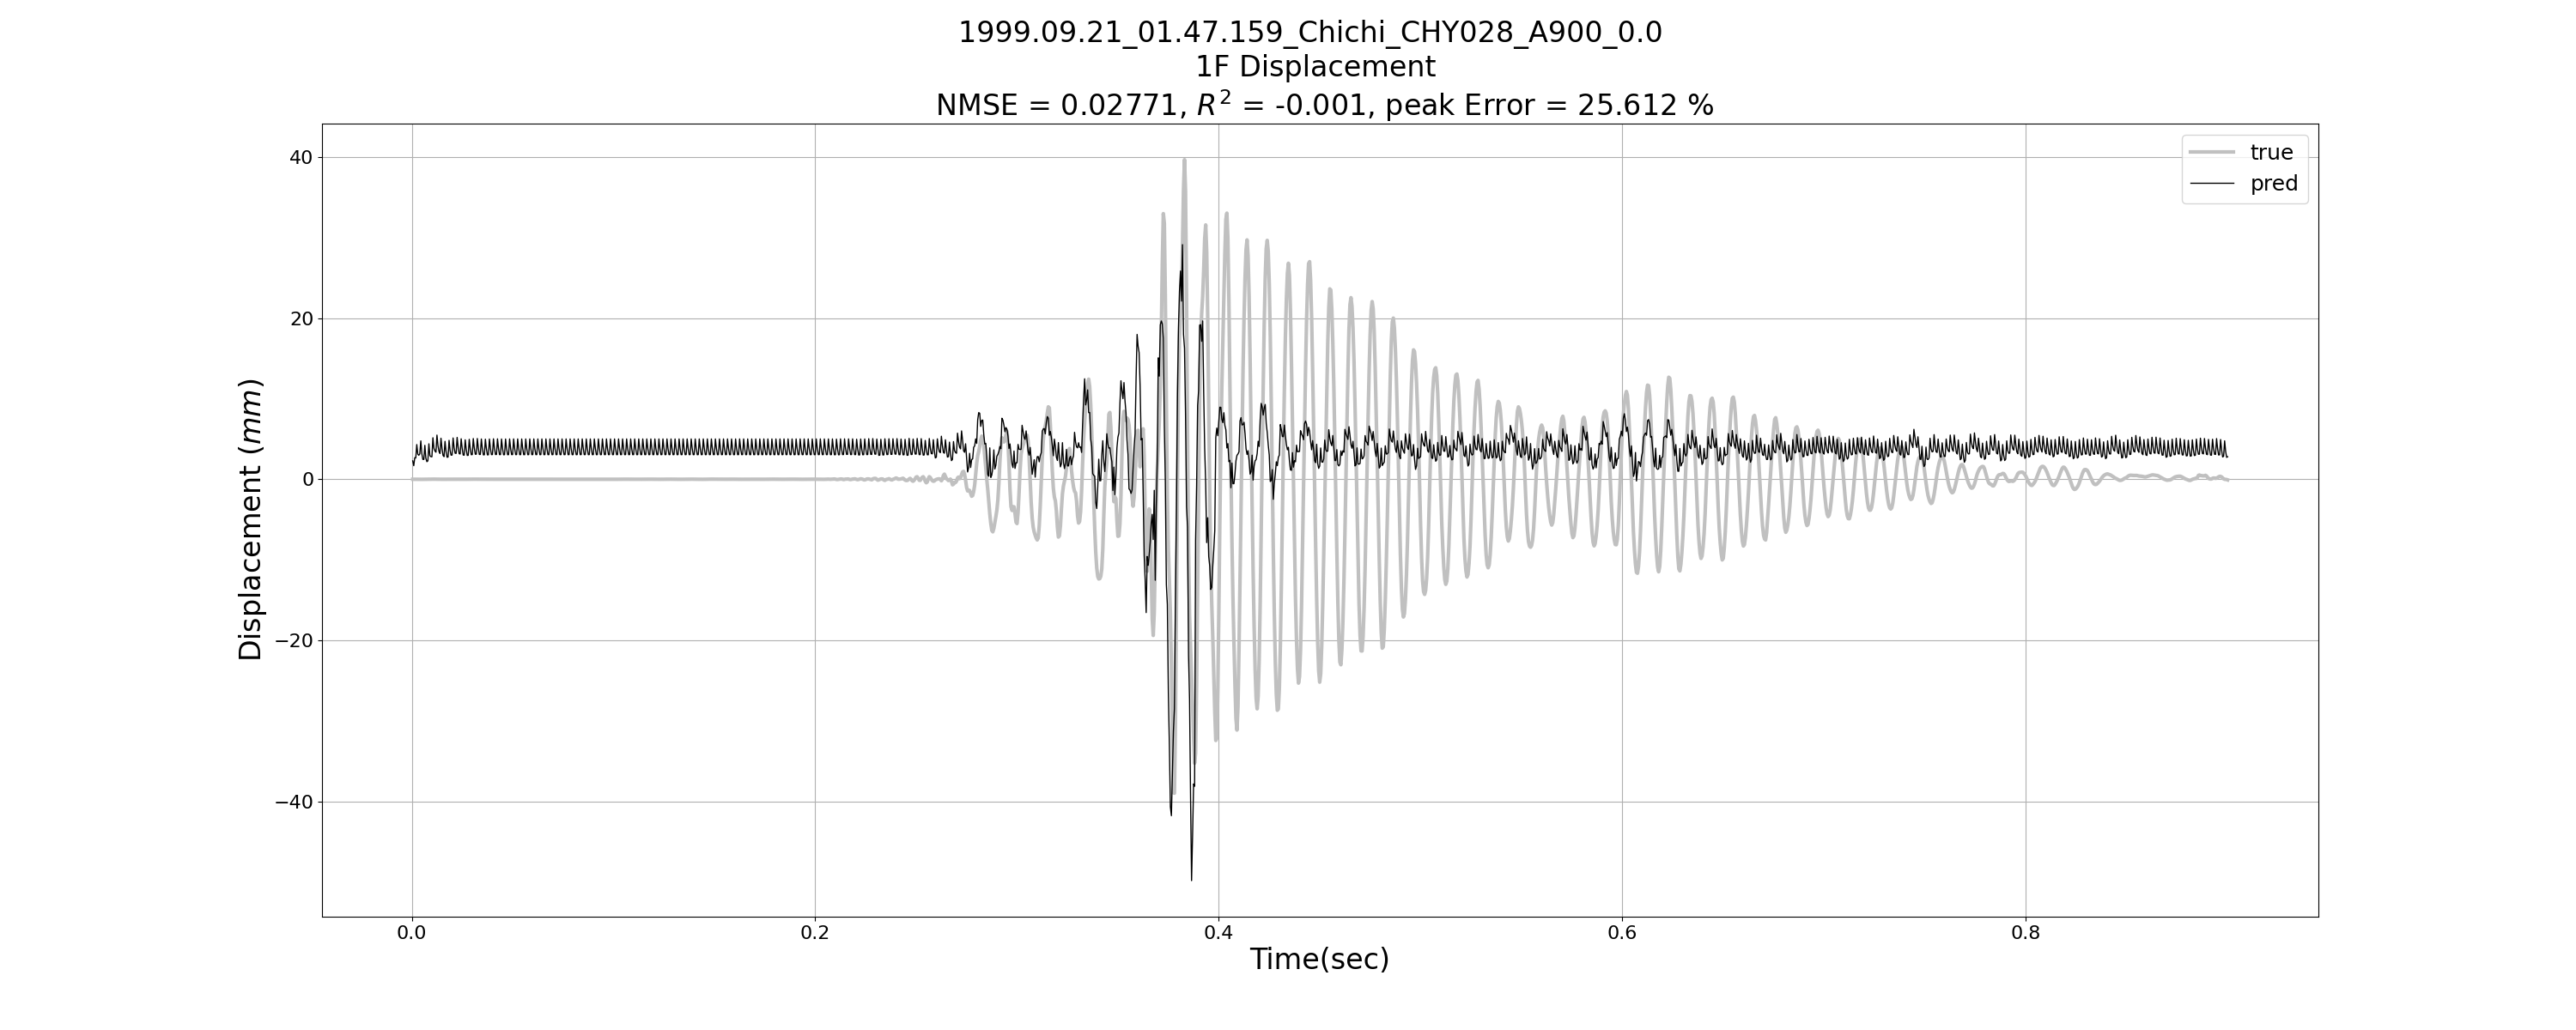 1999.09.21_01.47.159_Chichi_CHY028_A900_0.0
1F Displacement
NMSE = 0.02771, R² = -0.001, peak Error = 25.612 %
true
pred
Displacement (mm)
40
20
0
−20
−40
0.0
0.2
0.4
0.6
0.8
Time(sec)